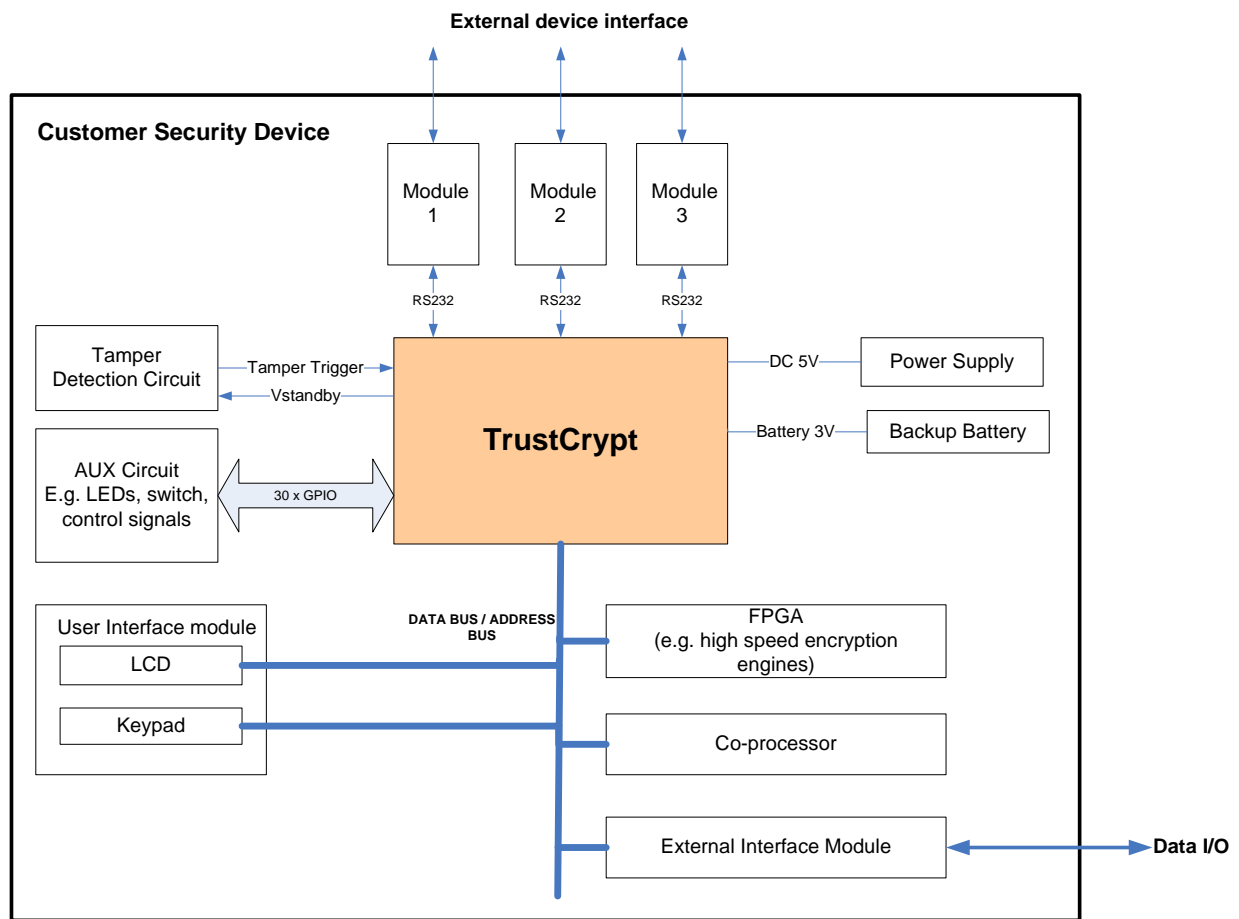 External device interface
Customer Security Device
Module
1
Module
2
Module
3
RS232
RS232
RS232
Tamper
Detection Circuit
Tamper Trigger
Vstandby
TrustCrypt
DC 5V
Power Supply
Battery 3V
Backup Battery
AUX Circuit
E.g. LEDs, switch,
control signals
30 x GPIO
User Interface module
LCD
Keypad
DATA BUS / ADDRESS
BUS
FPGA
(e.g. high speed encryption
engines)
Co-processor
External Interface Module
Data I/O